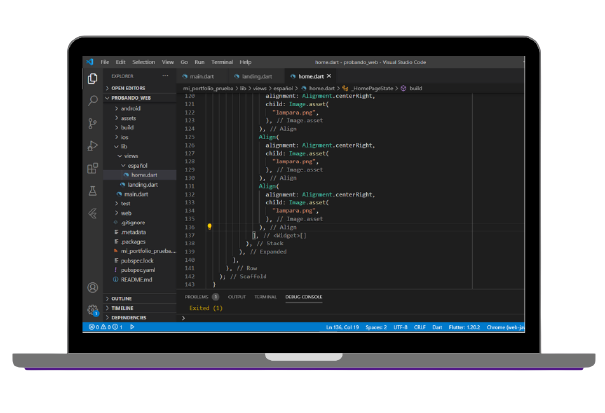 File Edit Selection View Go Run Terminal Help home.dart - probando_web - Visual Studio Code
EXPLORER
OPEN EDITORS
PROBANDO_WEB
android
assets
build
ios
lib
views
español
home.dart
landing.dart
main.dart
test
web
.gitignore
.metadata
.packages
mi_portfolio_prueba...
pubspec.lock
pubspec.yaml
README.md
OUTLINE
TIMELINE
DEPENDENCIES
main.dart landing.dart home.dart
mi_portfolio_prueba > lib > views > español > home.dart > _HomePageState > build
120 alignment: Alignment.centerRight,
121 child: Image.asset(
122 "lampara.png",
123 ), // Image.asset
124 ), // Align
125 Align(
126 alignment: Alignment.centerRight,
127 child: Image.asset(
128 "lampara.png",
129 ), // Image.asset
130 ), // Align
131 Align(
132 alignment: Alignment.centerRight,
133 child: Image.asset(
134 "lampara.png",
135 ), // Image.asset
136 ), // Align
137 ], // <Widget>[]
138 ), // Stack
139 ), // Expanded
140 ],
141 ), // Row
142 ); // Scaffold
143 }
PROBLEMS 1 OUTPUT TERMINAL DEBUG CONSOLE
Exited (1)
0 0 1 Ln 136, Col 19 Spaces: 2 UTF-8 CRLF Dart Flutter: 1.20.2 Chrome (web-ja